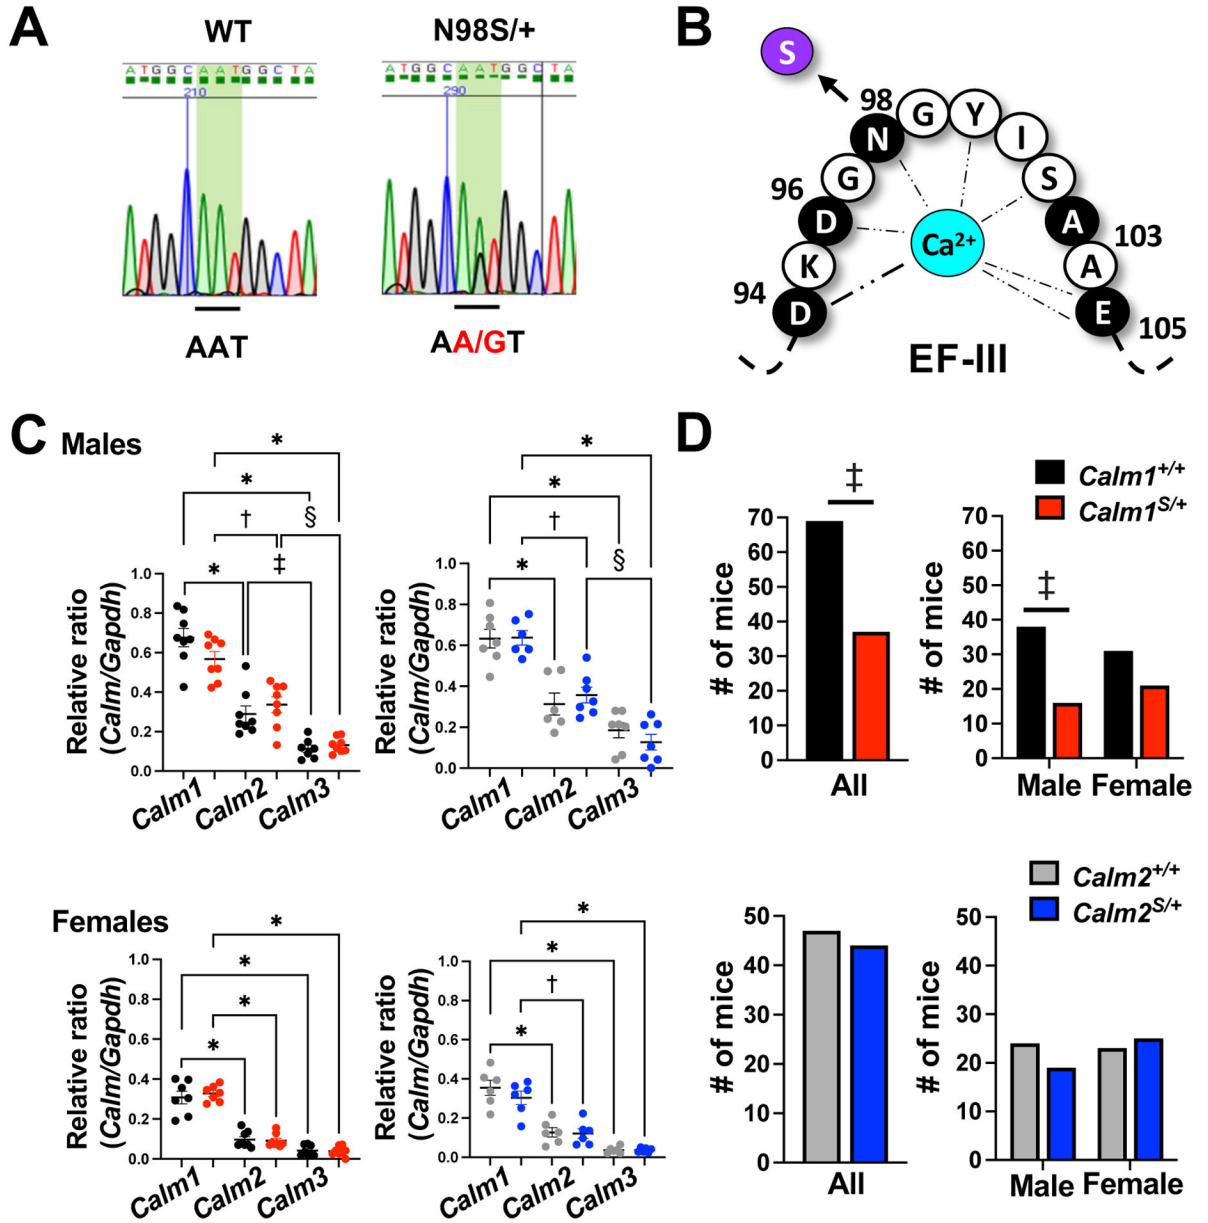 A
WT
N98S/+
ATGGCAATGGCTA
ATGGCAATGGCTA
210
290
AAT
AA/GT
B
S
98
N
G
Y
I
S
A
103
A
E
105
G
96
D
K
94
D
Ca²⁺
EF-III
C
Males
*
*
§
†
‡
*
1.0
0.8
0.6
0.4
0.2
0.0
Relative ratio
(Calm/Gapdh)
Calm1
Calm2
Calm3
*
*
†
§
*
1.0
0.8
0.6
0.4
0.2
0.0
Relative ratio
(Calm/Gapdh)
Calm1
Calm2
Calm3
Females
*
*
*
*
1.0
0.8
0.6
0.4
0.2
0.0
Relative ratio
(Calm/Gapdh)
Calm1
Calm2
Calm3
*
*
†
*
1.0
0.8
0.6
0.4
0.2
0.0
Relative ratio
(Calm/Gapdh)
Calm1
Calm2
Calm3
D
Calm1+/+
Calm1S/+
‡
70
60
50
40
30
20
10
0
# of mice
All
‡
70
60
50
40
30
20
10
0
# of mice
Male Female
Calm2+/+
Calm2S/+
50
40
30
20
10
0
# of mice
All
50
40
30
20
10
0
# of mice
Male Female